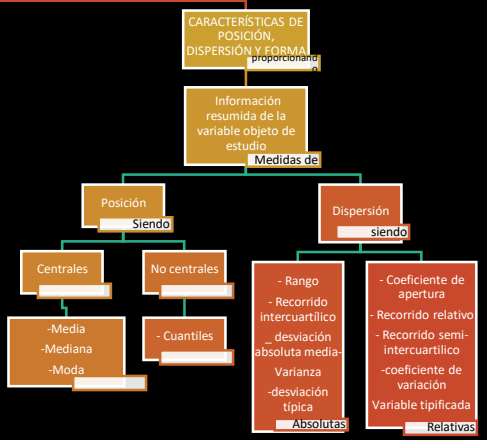 CARACTERÍSTICAS DE
POSICIÓN,
DISPERSIÓN Y FORMA
proporcionand
o
Información
resumida de la
variable objeto de
estudio
Medidas de
Posición
Siendo
Dispersión
siendo
Centrales
No centrales
-Media
-Mediana
-Moda
- Cuantiles
- Rango
- Recorrido
intercuartílico
_ desviación
absoluta media-
Varianza
-desviación
típica
Absolutas
- Coeficiente de
apertura
- Recorrido relativo
- Recorrido semi-
intercuartilico
-coeficiente de
variación
Variable tipificada
Relativas